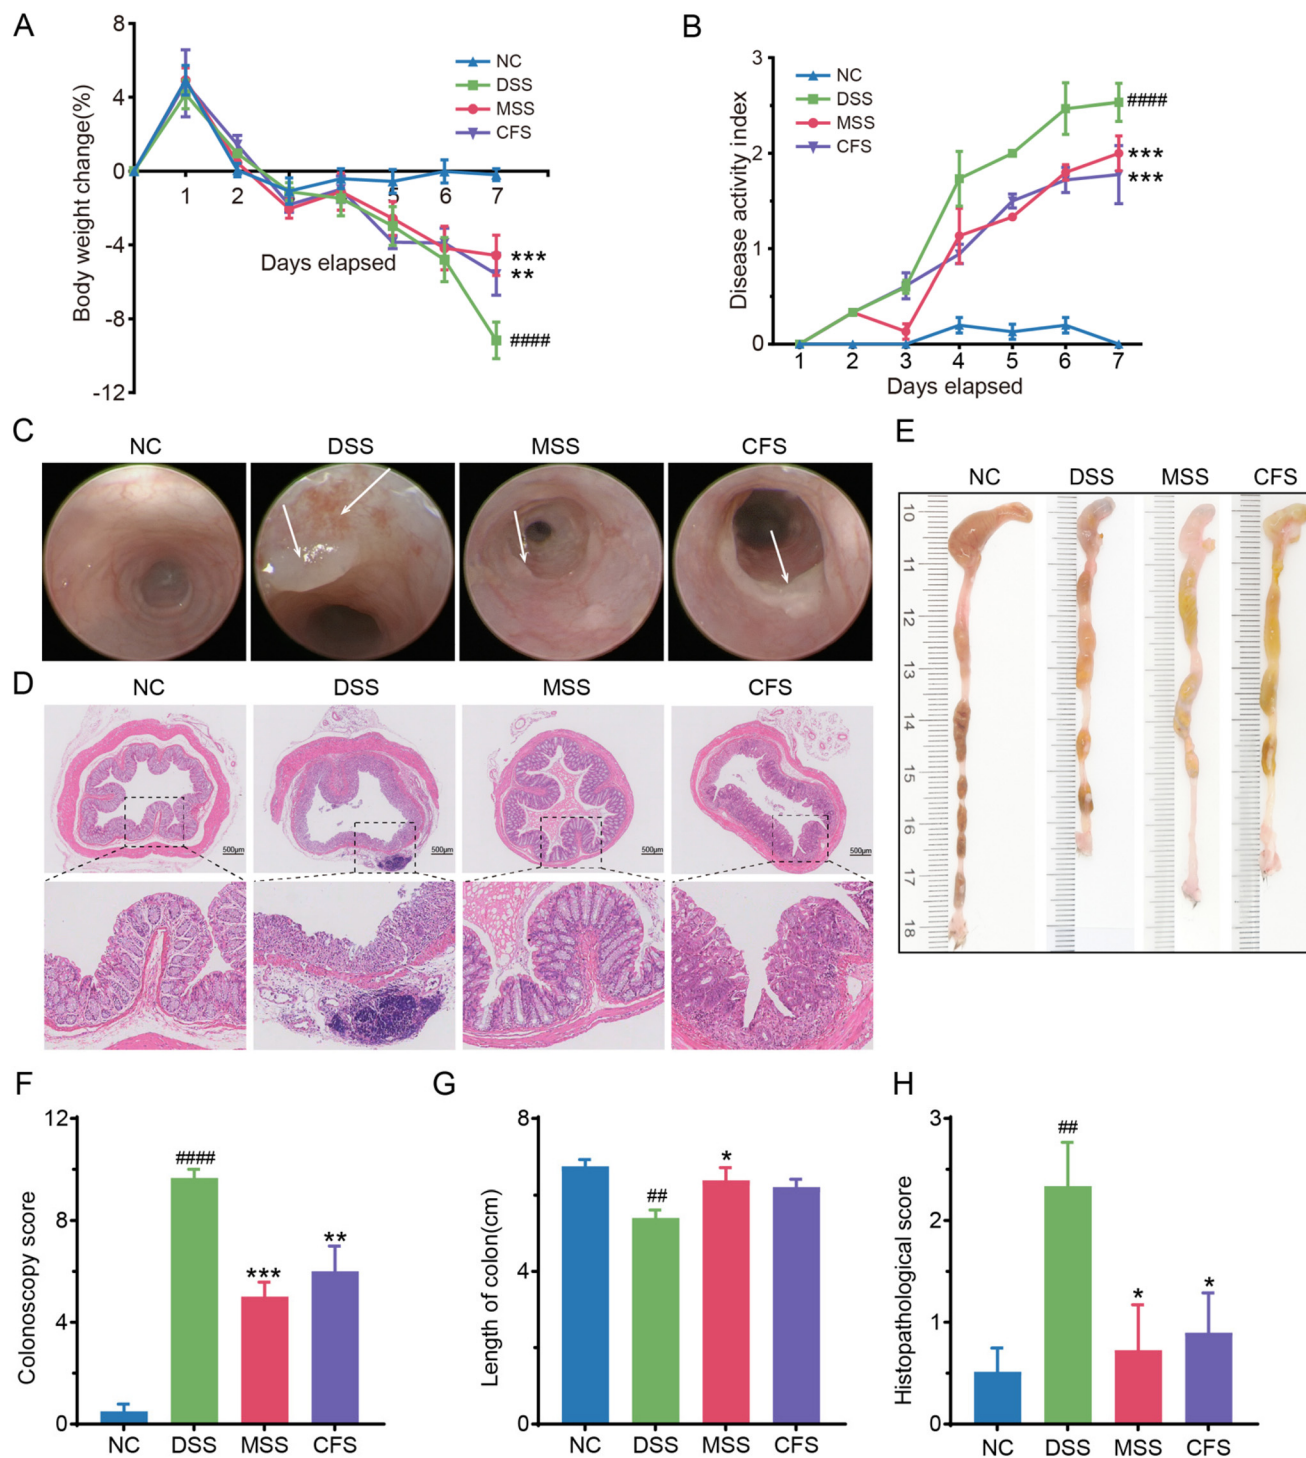 A
8
4
0
-4
-8
-12
Body weight change(%)
1
2
5
6
7
Days elapsed
NC
DSS
MSS
CFS
***
**
####
B
3
2
1
0
Disease activity index
NC
DSS
MSS
CFS
####
***
***
1 2 3 4 5 6 7
Days elapsed
C
NC DSS MSS CFS
D
NC DSS MSS CFS
500μm 500μm 500μm 500μm
E
NC DSS MSS CFS
10
11
12
13
14
15
16
17
18
F
12
8
4
0
Colonoscopy score
####
***
**
NC DSS MSS CFS
G
8
4
0
Length of colon(cm)
##
*
NC DSS MSS CFS
H
3
2
1
0
Histopathological score
##
*
*
NC DSS MSS CFS